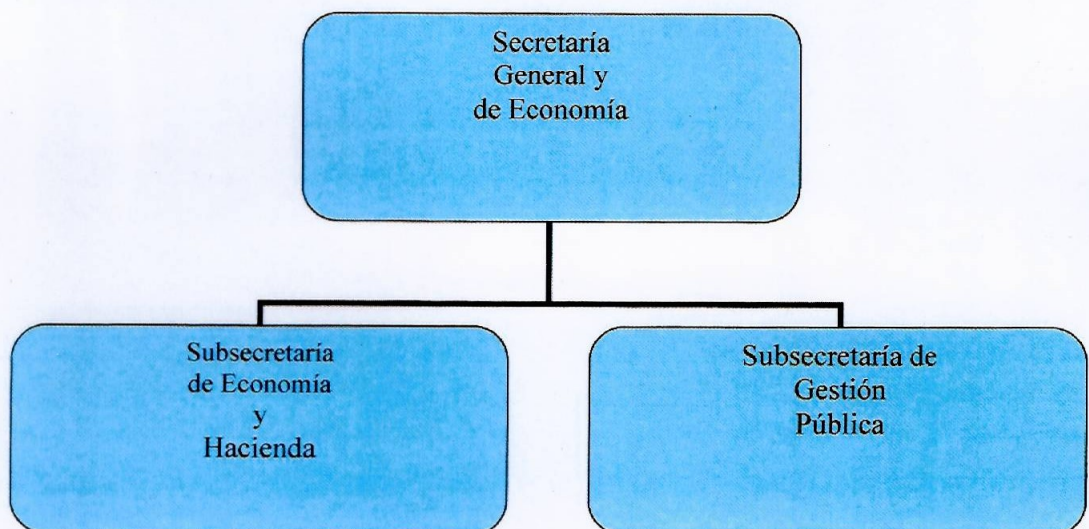 Secretaría
General y
de Economía
Subsecretaría
de Economía
y
Hacienda
Subsecretaría de
Gestión
Pública